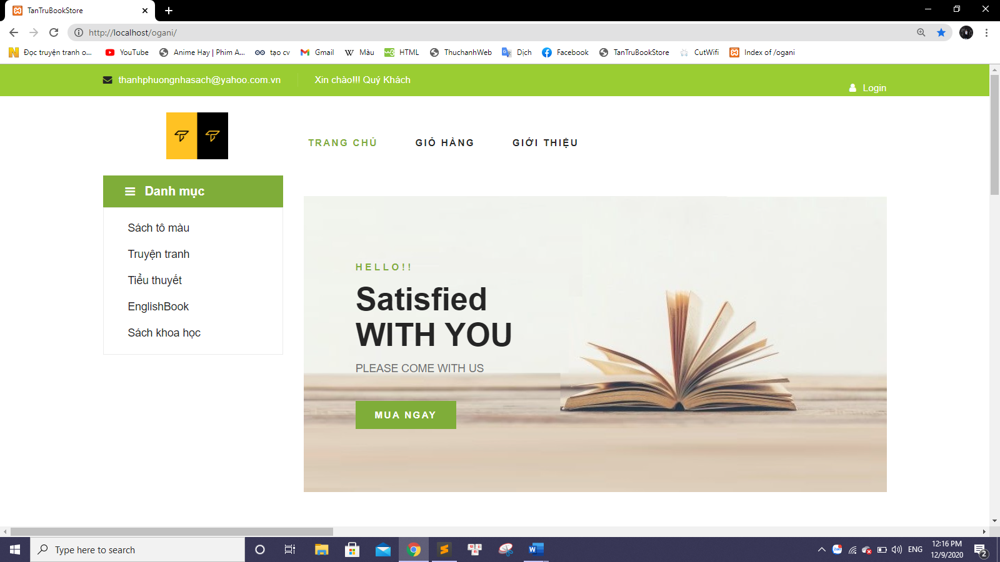 TanTruBookStore
http://localhost/ogani/
Đọc truyện tranh o...
YouTube
Anime Hay | Phim A...
tạo cv
Gmail
Màu
HTML
ThuchanhWeb
Dịch
Facebook
TanTruBookStore
CutWifi
Index of /ogani
thanhphuongnhasach@yahoo.com.vn
Xin chào!!! Quý Khách
Login
TRANG CHỦ
GIỎ HÀNG
GIỚI THIỆU
Danh mục
Sách tô màu
Truyện tranh
Tiểu thuyết
EnglishBook
Sách khoa học
HELLO!!
Satisfied
WITH YOU
PLEASE COME WITH US
MUA NGAY
Type here to search
ENG
12:16 PM
12/9/2020
2